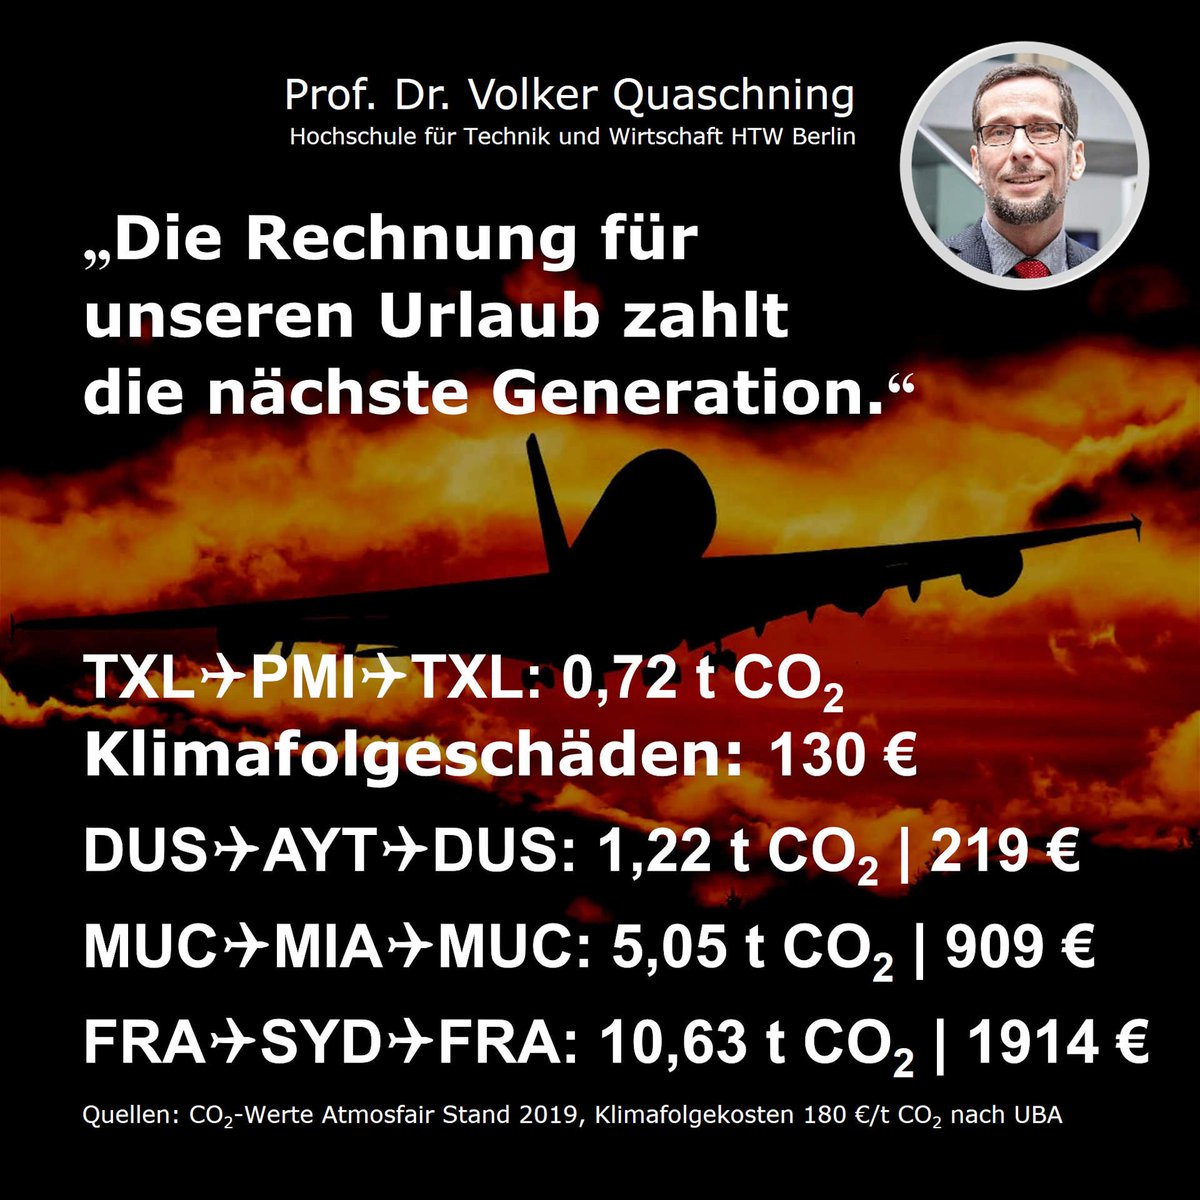 Prof. Dr. Volker Quaschning
Hochschule für Technik und Wirtschaft HTW Berlin
„Die Rechnung für
unseren Urlaub zahlt
die nächste Generation.“
TXL✈PMI✈TXL: 0,72 t CO₂
Klimafolgeschäden: 130 €
DUS✈AYT✈DUS: 1,22 t CO₂ | 219 €
MUC✈MIA✈MUC: 5,05 t CO₂ | 909 €
FRA✈SYD✈FRA: 10,63 t CO₂ | 1914 €
Quellen: CO₂-Werte Atmosfair Stand 2019, Klimafolgekosten 180 €/t CO₂ nach UBA